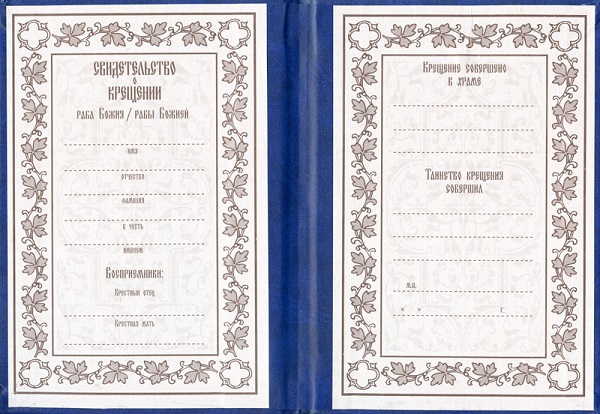 Свидетельство
о
Крещении
раба Божия / рабы Божией
имя
отчество
фамилия
в честь
именем
Восприемники:
Крестный отец
Крестная мать
Крещение совершено
в храме
Таинство крещения
совершил
М.П.
" " Г.